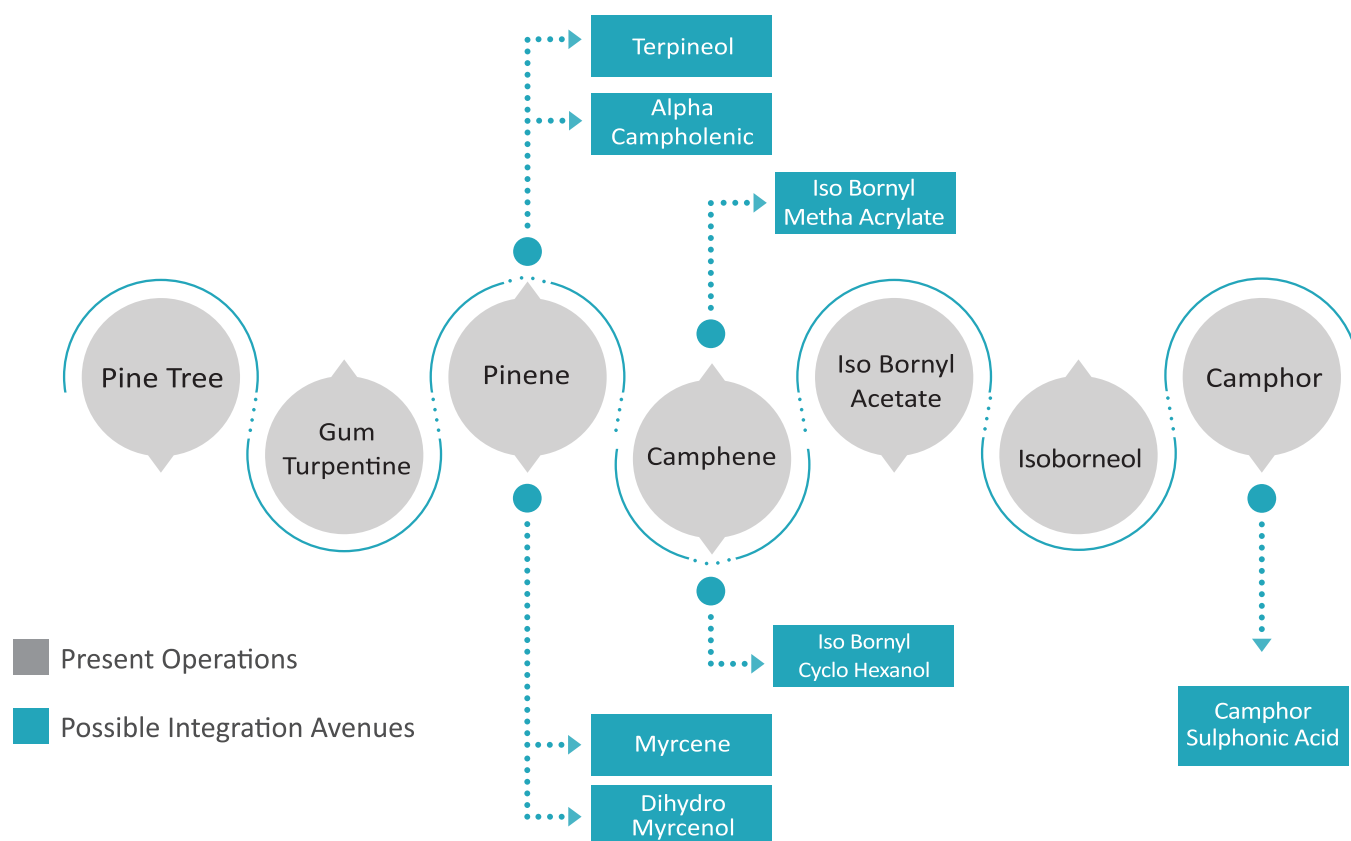 Terpineol
Alpha
Campholenic
Iso Bornyl
Metha Acrylate
Pine Tree
Gum
Turpentine
Pinene
Camphene
Iso Bornyl
Acetate
Isoborneol
Camphor
Iso Bornyl
Cyclo Hexanol
Myrcene
Dihydro
Myrcenol
Camphor
Sulphonic Acid
Present Operations
Possible Integration Avenues